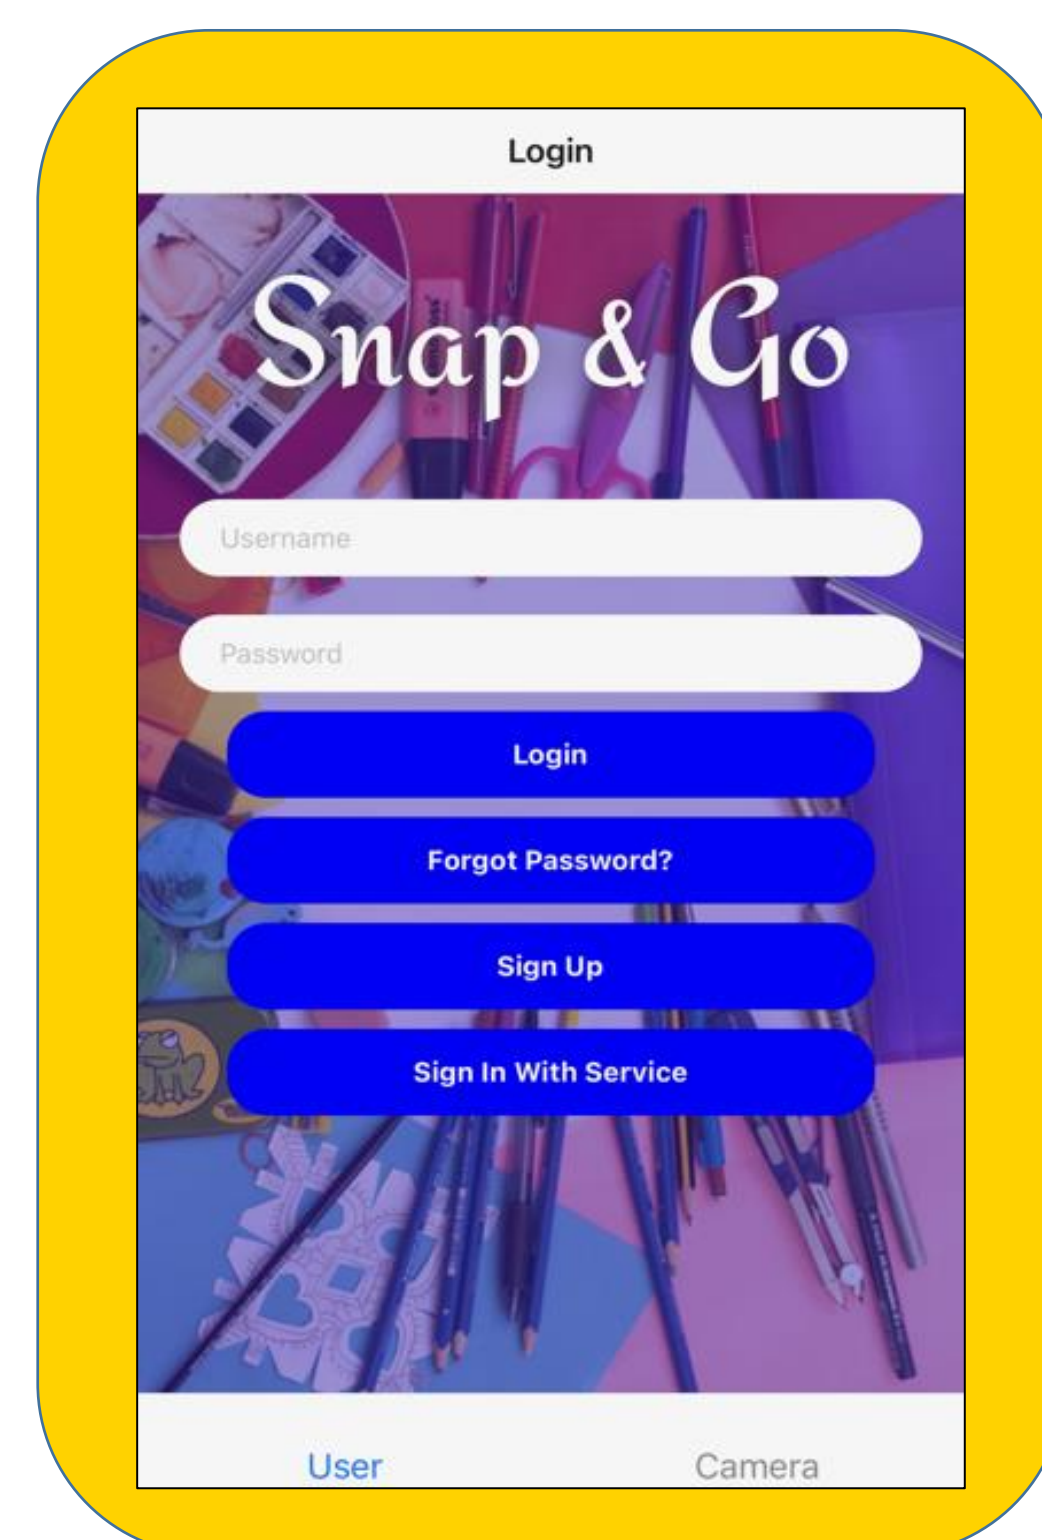 Login
Snap & Go
Username
Password
Login
Forgot Password?
Sign Up
Sign In With Service
User Camera